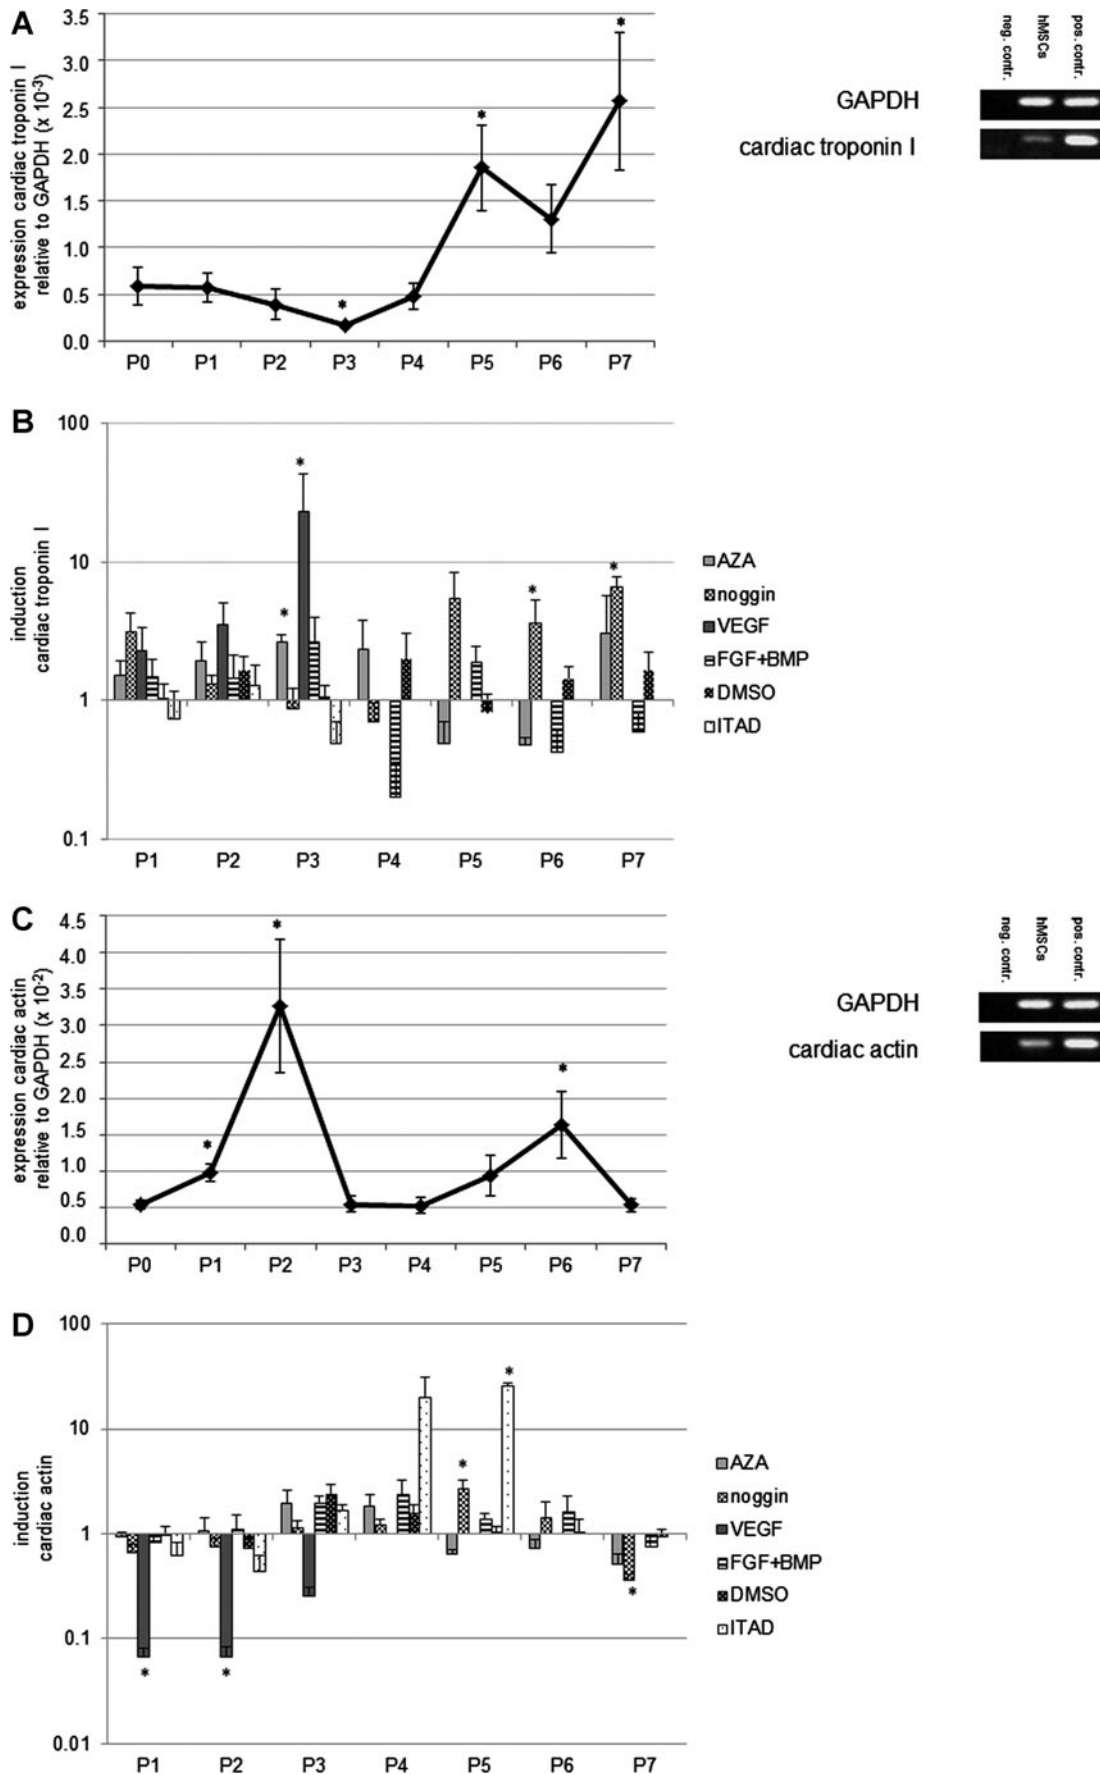 A
expression cardiac troponin I
relative to GAPDH (x 10-3)
3.5
3.0
2.5
2.0
1.5
1.0
0.5
0.0
*
*
*
P0 P1 P2 P3 P4 P5 P6 P7
neg. contr.
hMSCs
pos. contr.
GAPDH
cardiac troponin I
B
induction
cardiac troponin I
100
10
1
0.1
*
*
*
*
P1 P2 P3 P4 P5 P6 P7
AZA
noggin
VEGF
FGF+BMP
DMSO
ITAD
C
expression cardiac actin
relative to GAPDH (x 10-2)
4.5
4.0
3.5
3.0
2.5
2.0
1.5
1.0
0.5
0.0
*
*
*
P0 P1 P2 P3 P4 P5 P6 P7
neg. contr.
hMSCs
pos. contr.
GAPDH
cardiac actin
D
induction
cardiac actin
100
10
1
0.1
0.01
*
*
*
*
*
P1 P2 P3 P4 P5 P6 P7
AZA
noggin
VEGF
FGF+BMP
DMSO
ITAD